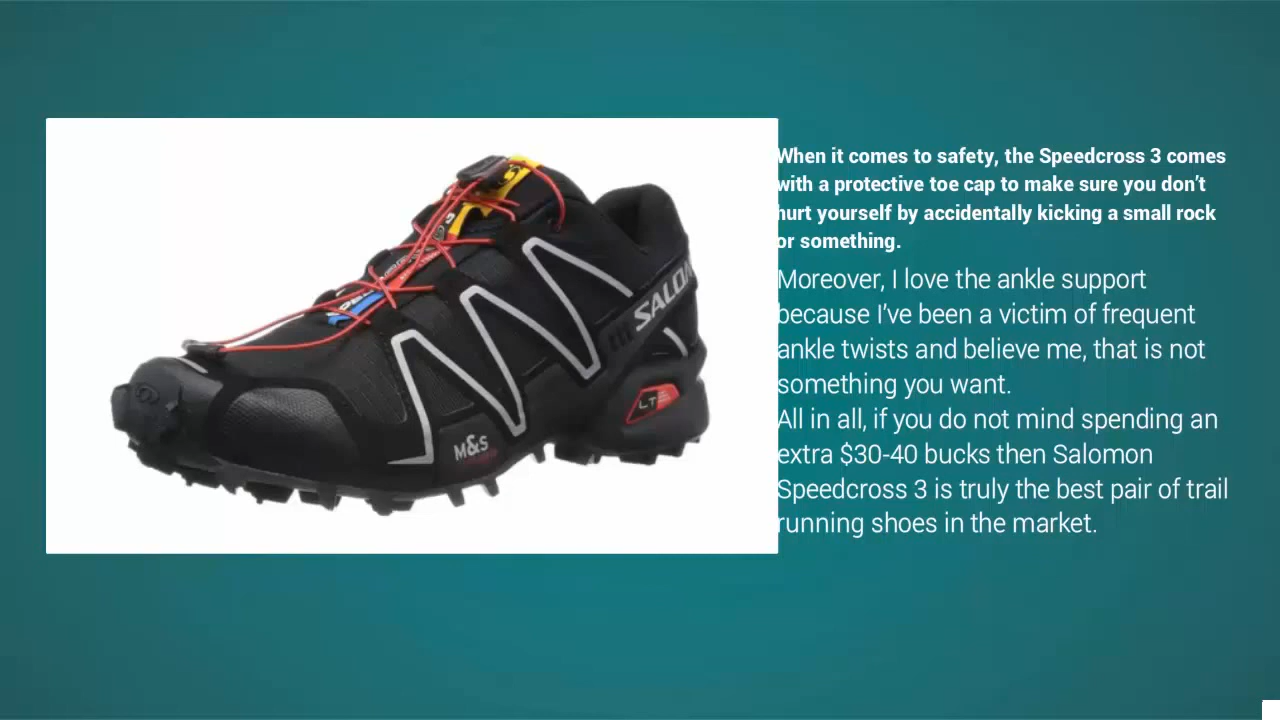 When it comes to safety, the Speedcross 3 comes
with a protective toe cap to make sure you don’t
hurt yourself by accidentally kicking a small rock
or something.
Moreover, I love the ankle support
because I’ve been a victim of frequent
ankle twists and believe me, that is not
something you want.
All in all, if you do not mind spending an
extra $30-40 bucks then Salomon
Speedcross 3 is truly the best pair of trail
running shoes in the market.
SALOM
LT
M&S